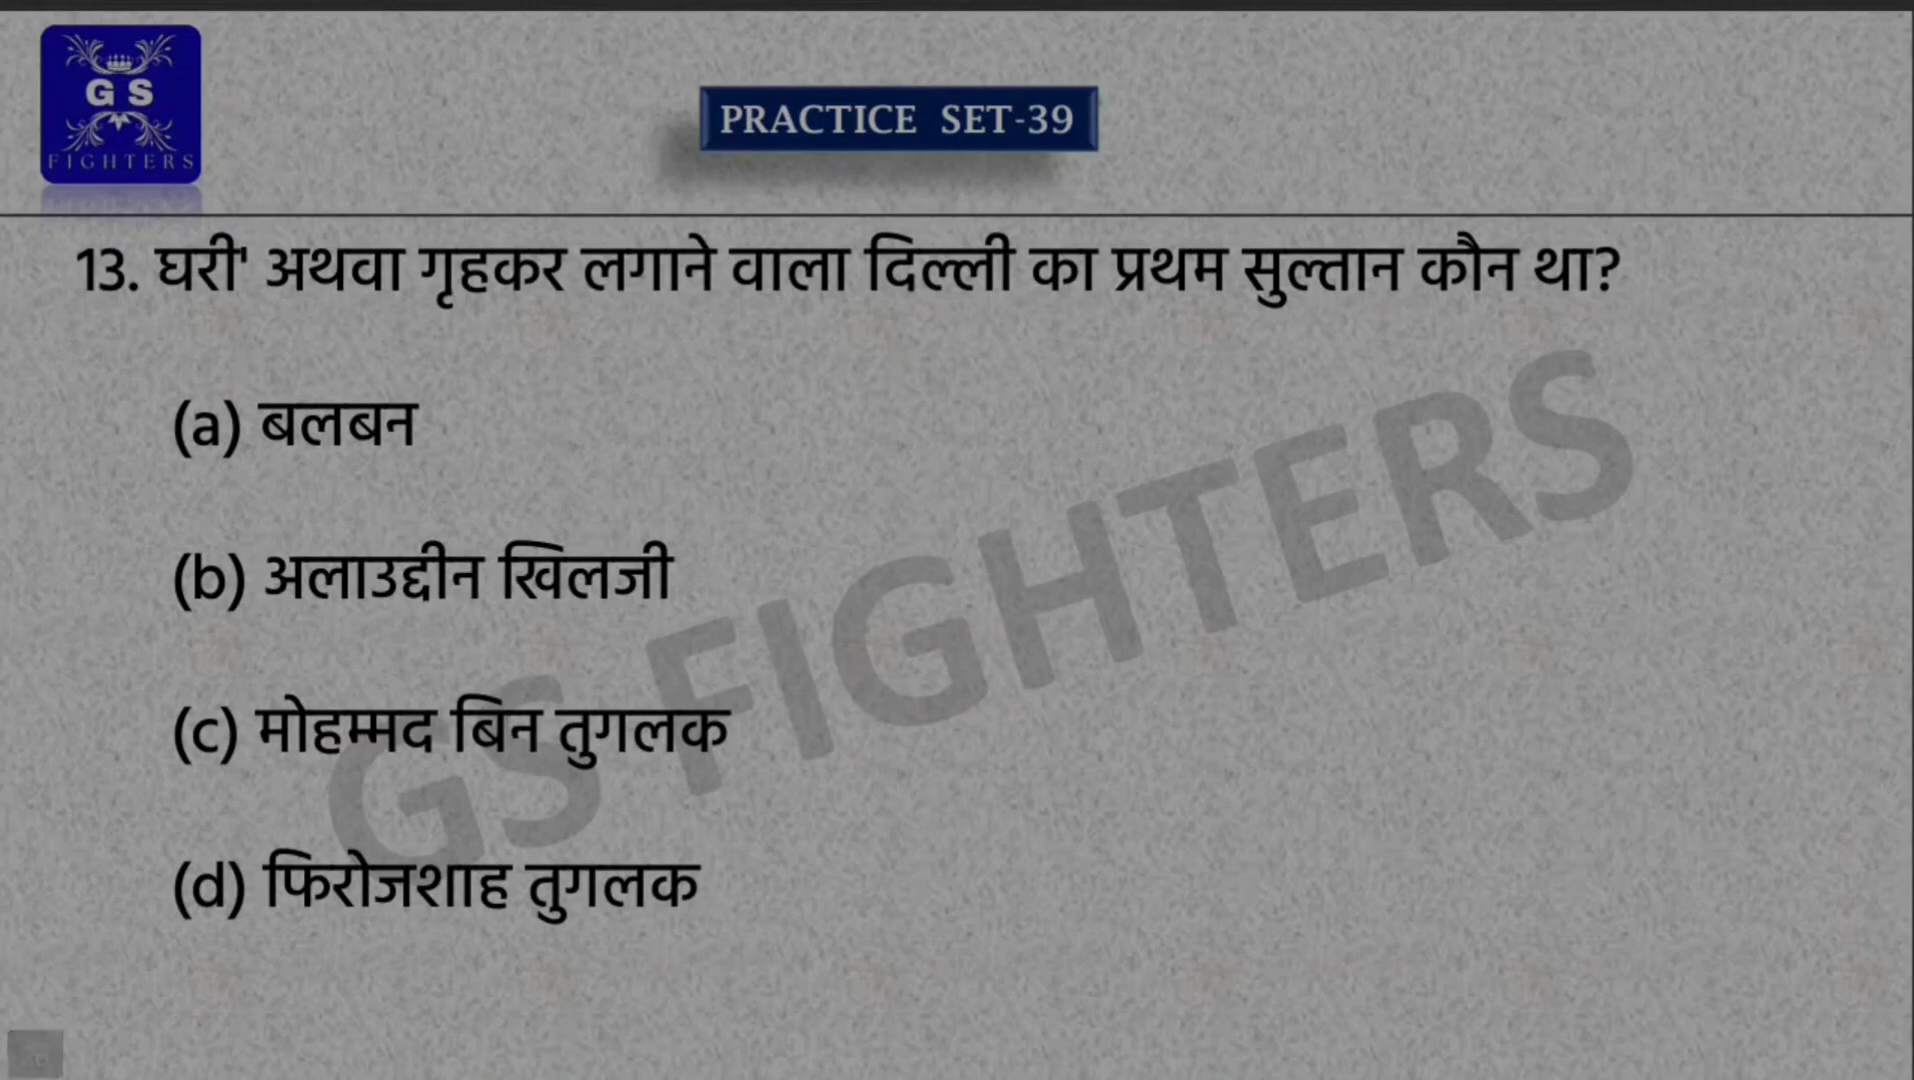 G S
FIGHTERS
PRACTICE SET-39
13. घरी' अथवा गृहकर लगाने वाला दिल्ली का प्रथम सुल्तान कौन था?
(a) बलबन
(b) अलाउद्दीन खिलजी
(c) मोहम्मद बिन तुगलक
(d) फिरोजशाह तुगलक
GS FIGHTERS